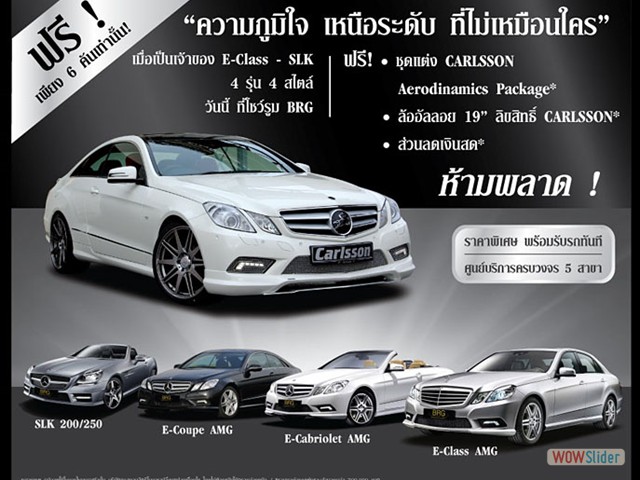 ฟรี !
เพียง 6 คันเท่านั้น!
“ความภูมิใจ เหนือระดับ ที่ไม่เหมือนใคร”
เมื่อเป็นเจ้าของ E-Class - SLK
4 รุ่น 4 สไตล์
วันนี้ ที่โชว์รูม BRG
ฟรี! • ชุดแต่ง CARLSSON
Aerodinamics Package*
• ล้ออัลลอย 19” ลิขสิทธิ์ CARLSSON*
• ส่วนลดเงินสด*
ห้ามพลาด !
Carlsson
ราคาพิเศษ พร้อมรับรถทันที
ศูนย์บริการครบวงจร 5 สาขา
BRG
BRG
BRG
BRG
SLK 200/250
E-Coupe AMG
E-Cabriolet AMG
E-Class AMG
WOWSlider